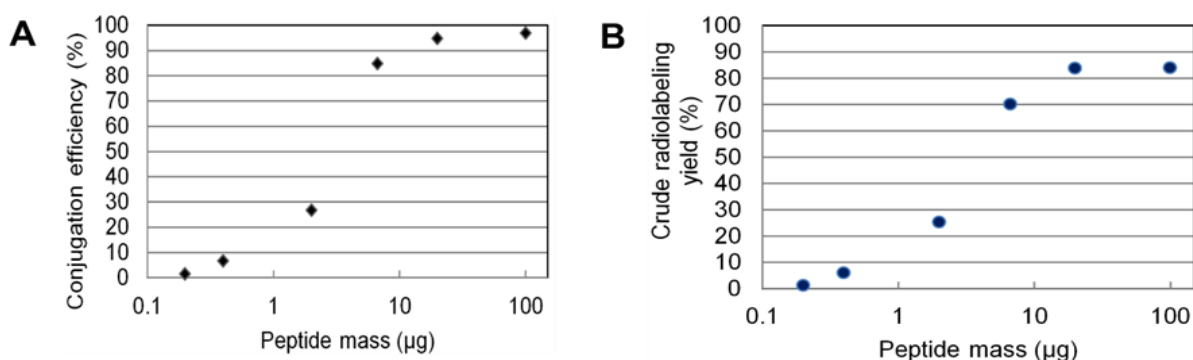 A
Conjugation efficiency (%)
100
90
80
70
60
50
40
30
20
10
0
0.1 1 10 100
Peptide mass (µg)
B
Crude radiolabeling
yield (%)
100
90
80
70
60
50
40
30
20
10
0
0.1 1 10 100
Peptide mass (µg)